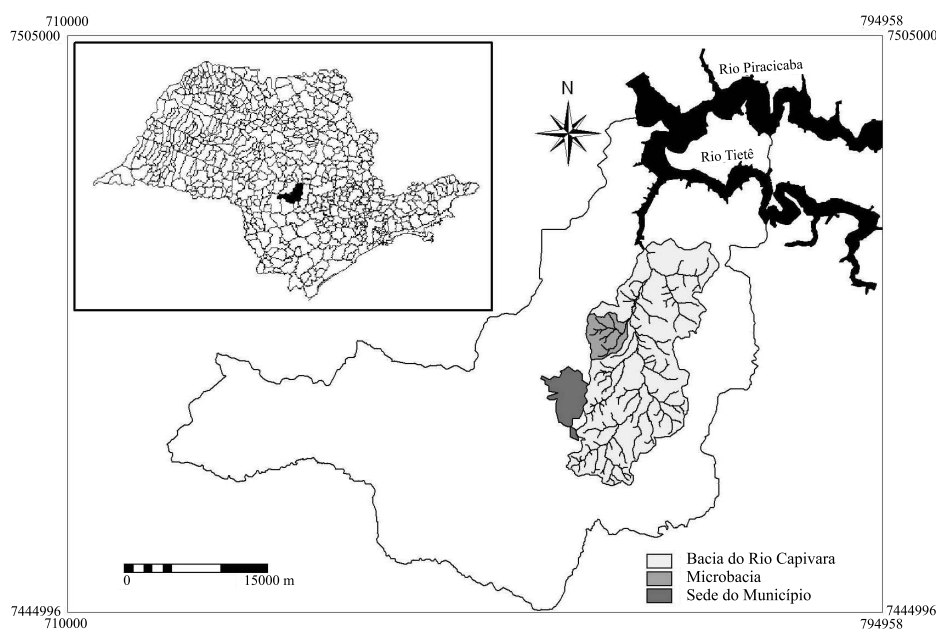 710000
794958
7505000
7505000
Rio Piracicaba
N
Rio Tietê
Bacia do Rio Capivara
Microbacia
Sede do Município
0
15000 m
7444996
7444996
710000
794958